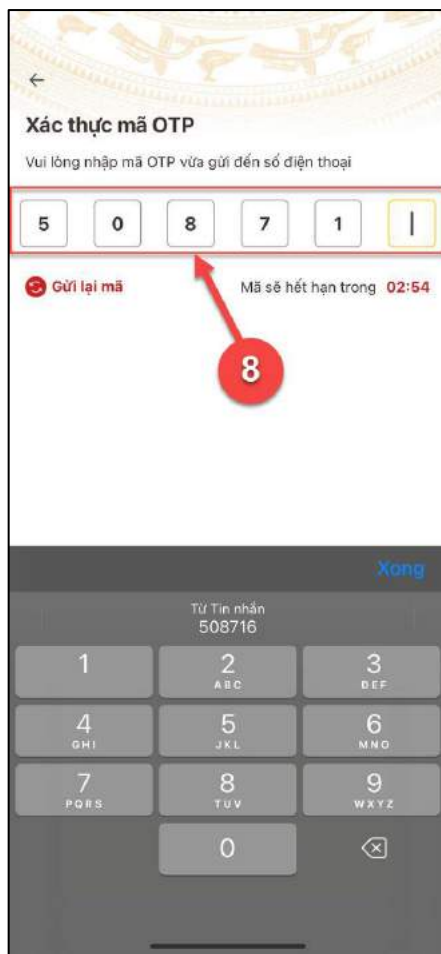 Xác thực mã OTP
Vui lòng nhập mã OTP vừa gửi đến số điện thoại
5 0 8 7 1
Gửi lại mã Mã sẽ hết hạn trong 02:54
8
Xong
Từ Tin nhắn
508716
1 2 3
ABC DEF
4 5 6
GHI JKL MNO
7 8 9
PQRS TUV WXYZ
0